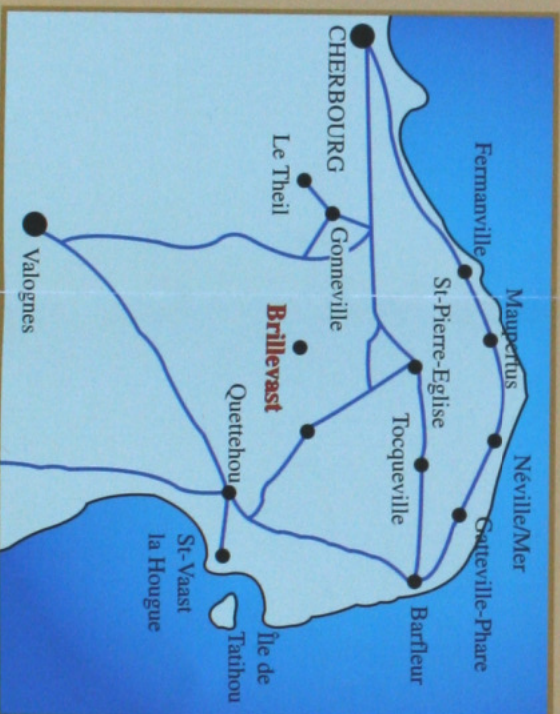 Fermanville
Maupertus
Néville/Mer
Gatteville-Phare
CHERBOURG
St-Pierre-Eglise
Tocqueville
Barfleur
Le Theil
Gonneville
Brillevast
Quettehou
Île de
Tatihou
St-Vaast
la Hougue
Valognes